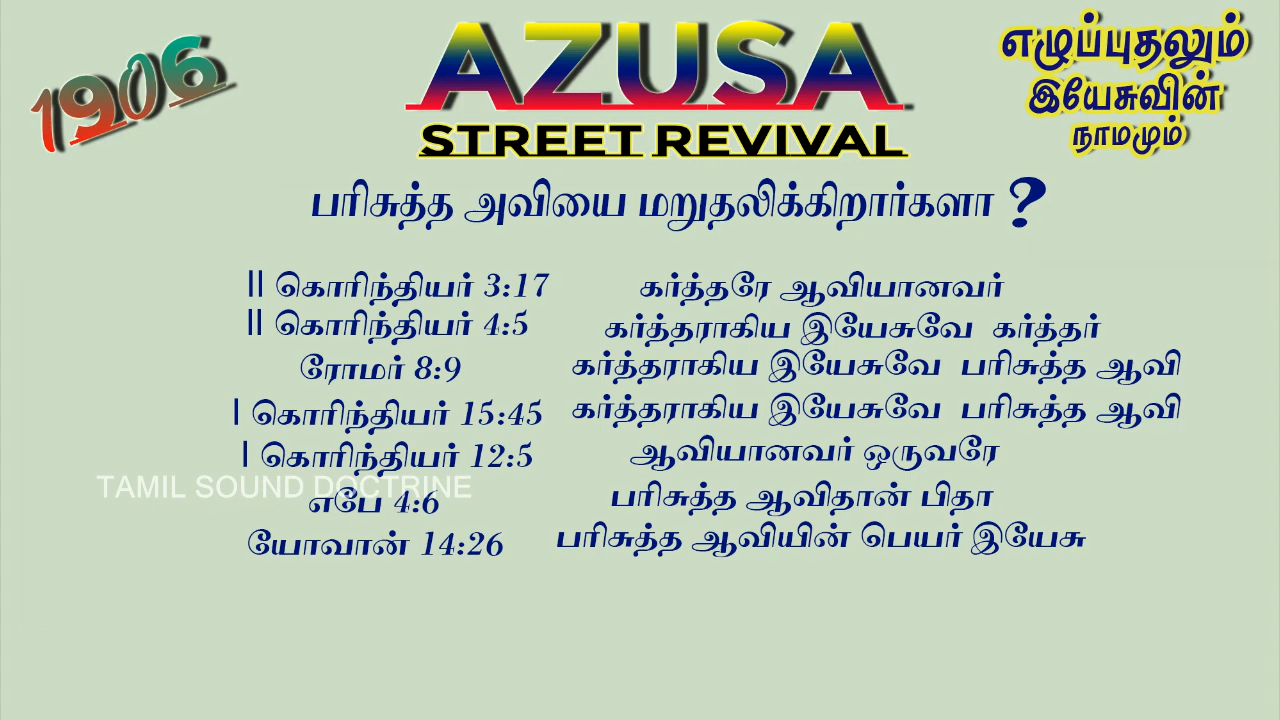 1906
AZUSA
STREET REVIVAL
எழுப்புதலும்
இயேசுவின்
நாமமும்
பரிசுத்த அவியை மறுதலிக்கிறார்களா ?
II கொரிந்தியர் 3:17 கர்த்தரே ஆவியானவர்
II கொரிந்தியர் 4:5 கர்த்தராகிய இயேசுவே கர்த்தர்
ரோமர் 8:9 கர்த்தராகிய இயேசுவே பரிசுத்த ஆவி
I கொரிந்தியர் 15:45 கர்த்தராகிய இயேசுவே பரிசுத்த ஆவி
I கொரிந்தியர் 12:5 ஆவியானவர் ஒருவரே
TAMIL SOUND DOCTRINE
எபே 4:6 பரிசுத்த ஆவிதான் பிதா
யோவான் 14:26 பரிசுத்த ஆவியின் பெயர் இயேசு